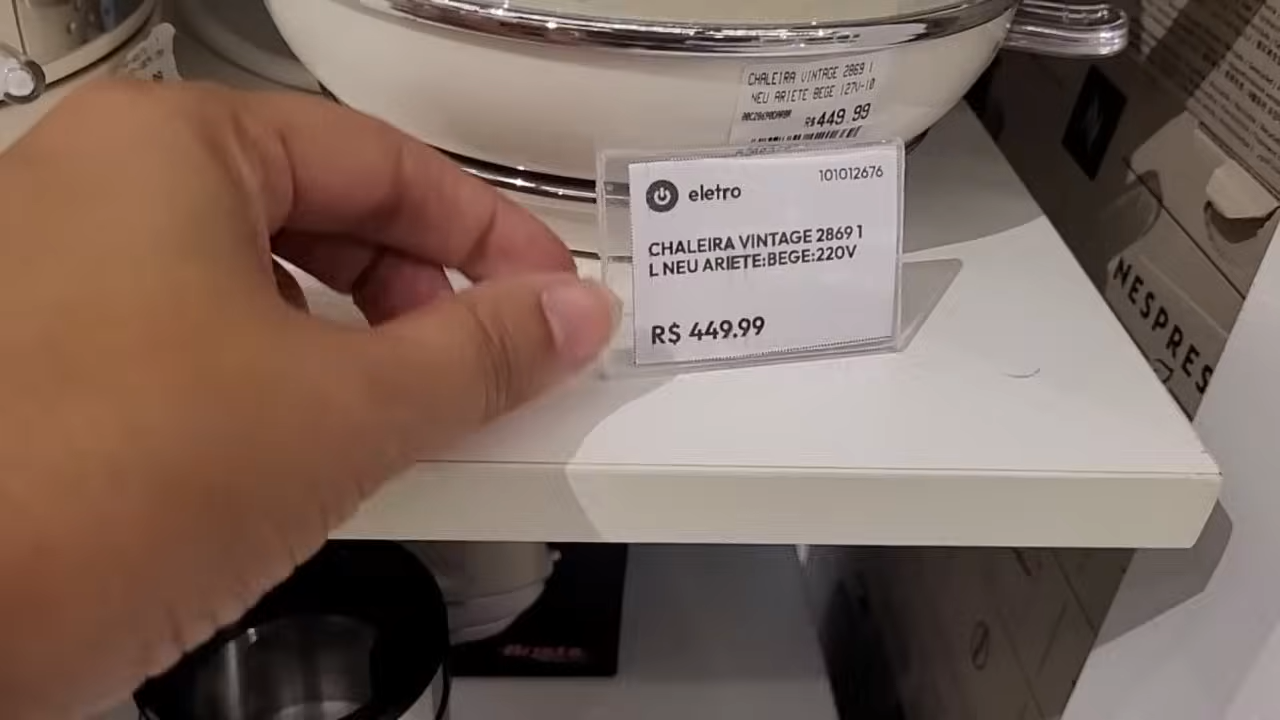 CHALEIRA VINTAGE 2869 1
NEU ARIETE BEGE 127V-10
R$449.99
eletro
101012676
CHALEIRA VINTAGE 2869 1
L NEU ARIETE:BEGE:220V
R$ 449.99
NESPRES
Ariete